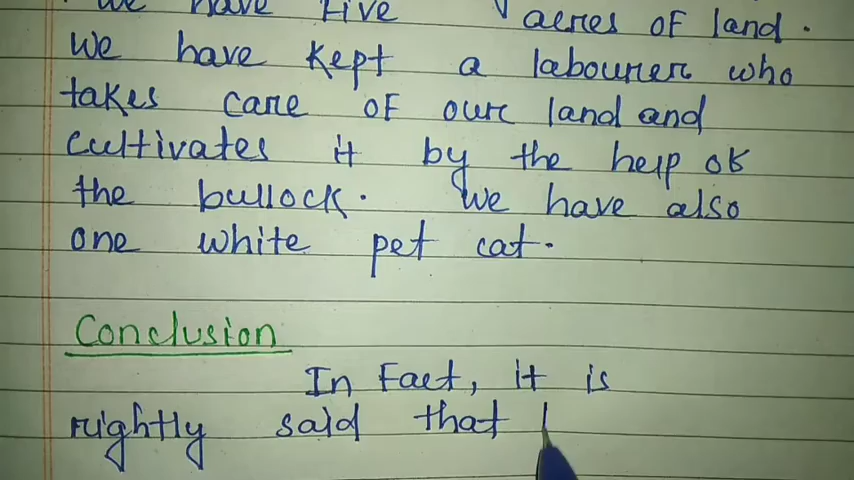 We have five acres of land.
We have kept a labourer who
takes care of our land and
cultivates it by the help of
the bullock. We have also
one white pet cat.
Conclusion
In Fact, it is
rightly said that